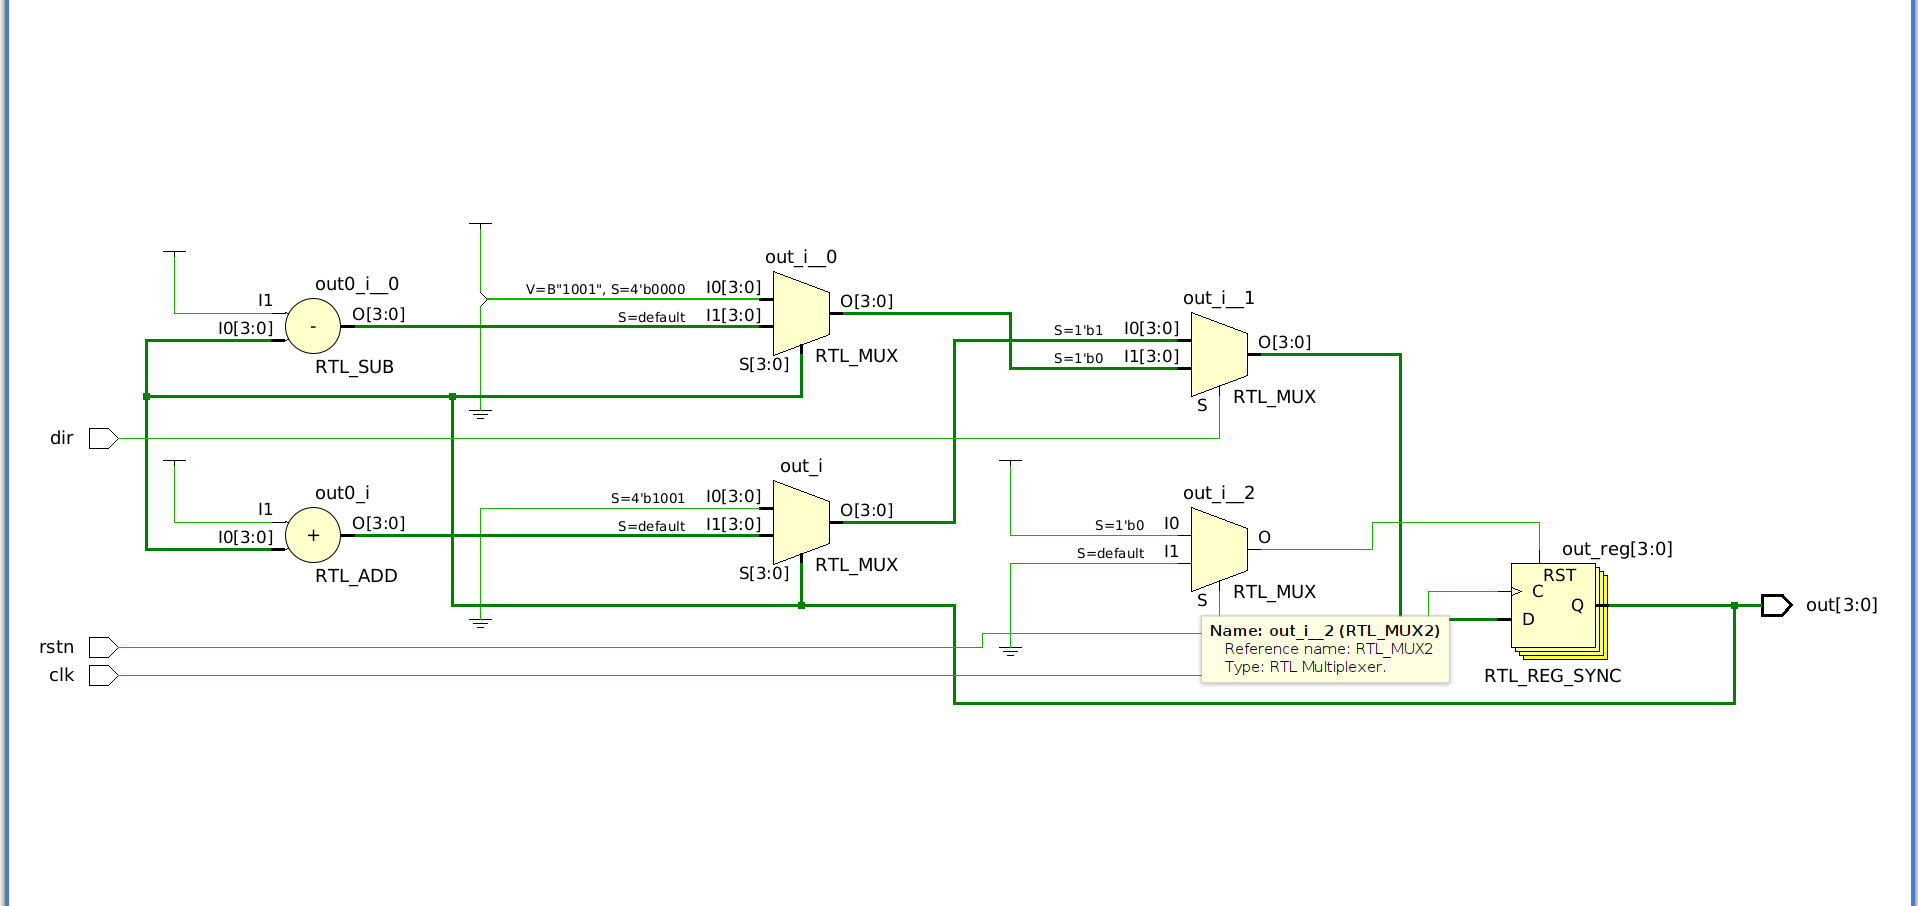 out_i__0
out0_i__0
V=B"1001", S=4'b0000 I0[3:0]
I1
O[3:0]
O[3:0]
S=default I1[3:0]
I0[3:0]
-
S[3:0]
RTL_MUX
RTL_SUB
out_i__1
S=1'b1 I0[3:0]
O[3:0]
S=1'b0 I1[3:0]
S
RTL_MUX
dir
out_i
out0_i
S=4'b1001 I0[3:0]
I1
O[3:0]
O[3:0]
S=default I1[3:0]
I0[3:0]
+
S[3:0]
RTL_MUX
RTL_ADD
out_i__2
S=1'b0 I0
O
S=default I1
S
RTL_MUX
out_reg[3:0]
RST
C
Q
D
RTL_REG_SYNC
out[3:0]
rstn
clk
Name: out_i__2 (RTL_MUX2)
Reference name: RTL_MUX2
Type: RTL Multiplexer.